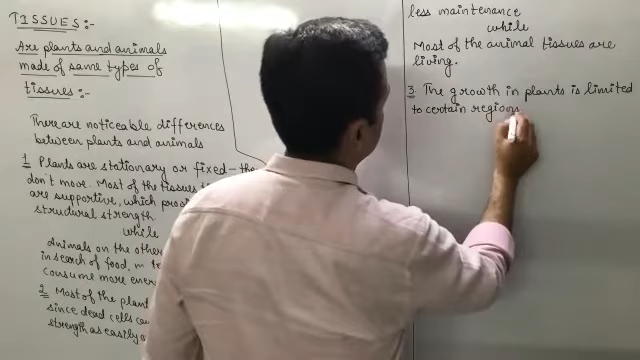 TISSUES:-
Are plants and animals
made of same types of
tissues:-
There are noticeable differences
between plants and animals
1 Plants are stationary or fixed - the
don't move. Most of the tissues
are supportive, which
structural strength
while
Animals on the other
in search of food,
consume more
2 Most of the plant
since dead cells
strength as easily
less maintenance
while
Most of the animal tissues are
living.
3. The growth in plants is limited
to certain regions